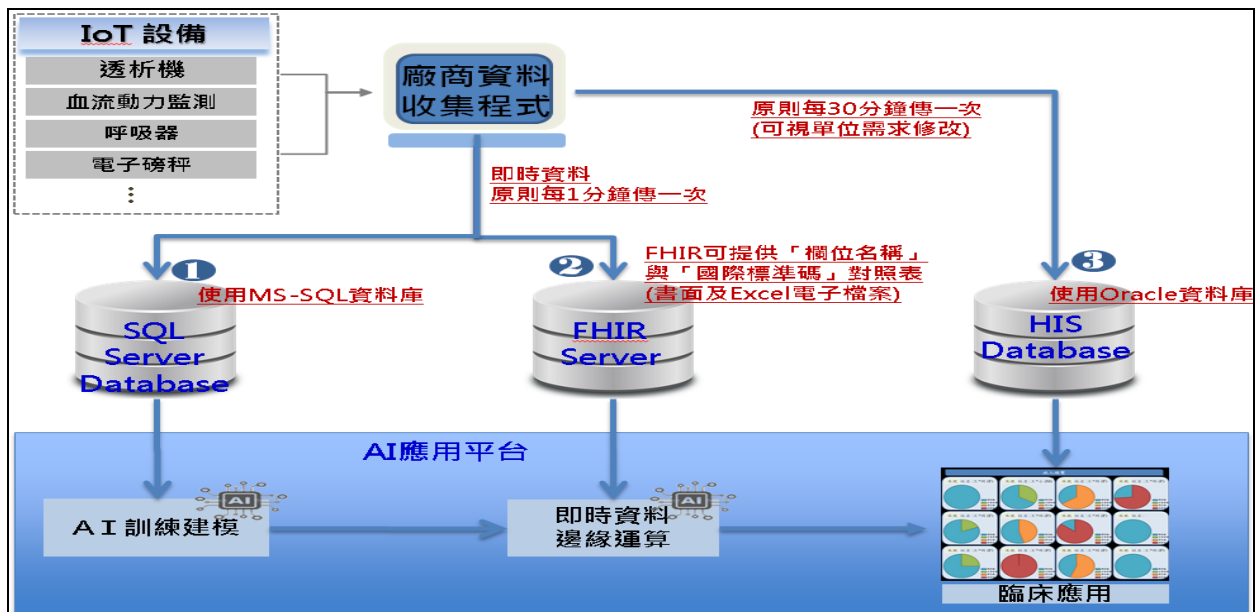 IoT 設備
透析機
血流動力監測
呼吸器
電子磅秤
⋮
廠商資料
收集程式
原則每30分鐘傳一次
(可視單位需求修改)
即時資料
原則每1分鐘傳一次
1
使用MS-SQL資料庫
SQL
Server
Database
2
FHIR可提供「欄位名稱」
與「國際標準碼」對照表
(書面及Excel電子檔案)
FHIR
Server
3
使用Oracle資料庫
HIS
Database
AI應用平台
AI
ＡＩ訓練建模
AI
即時資料
邊緣運算
臨床應用